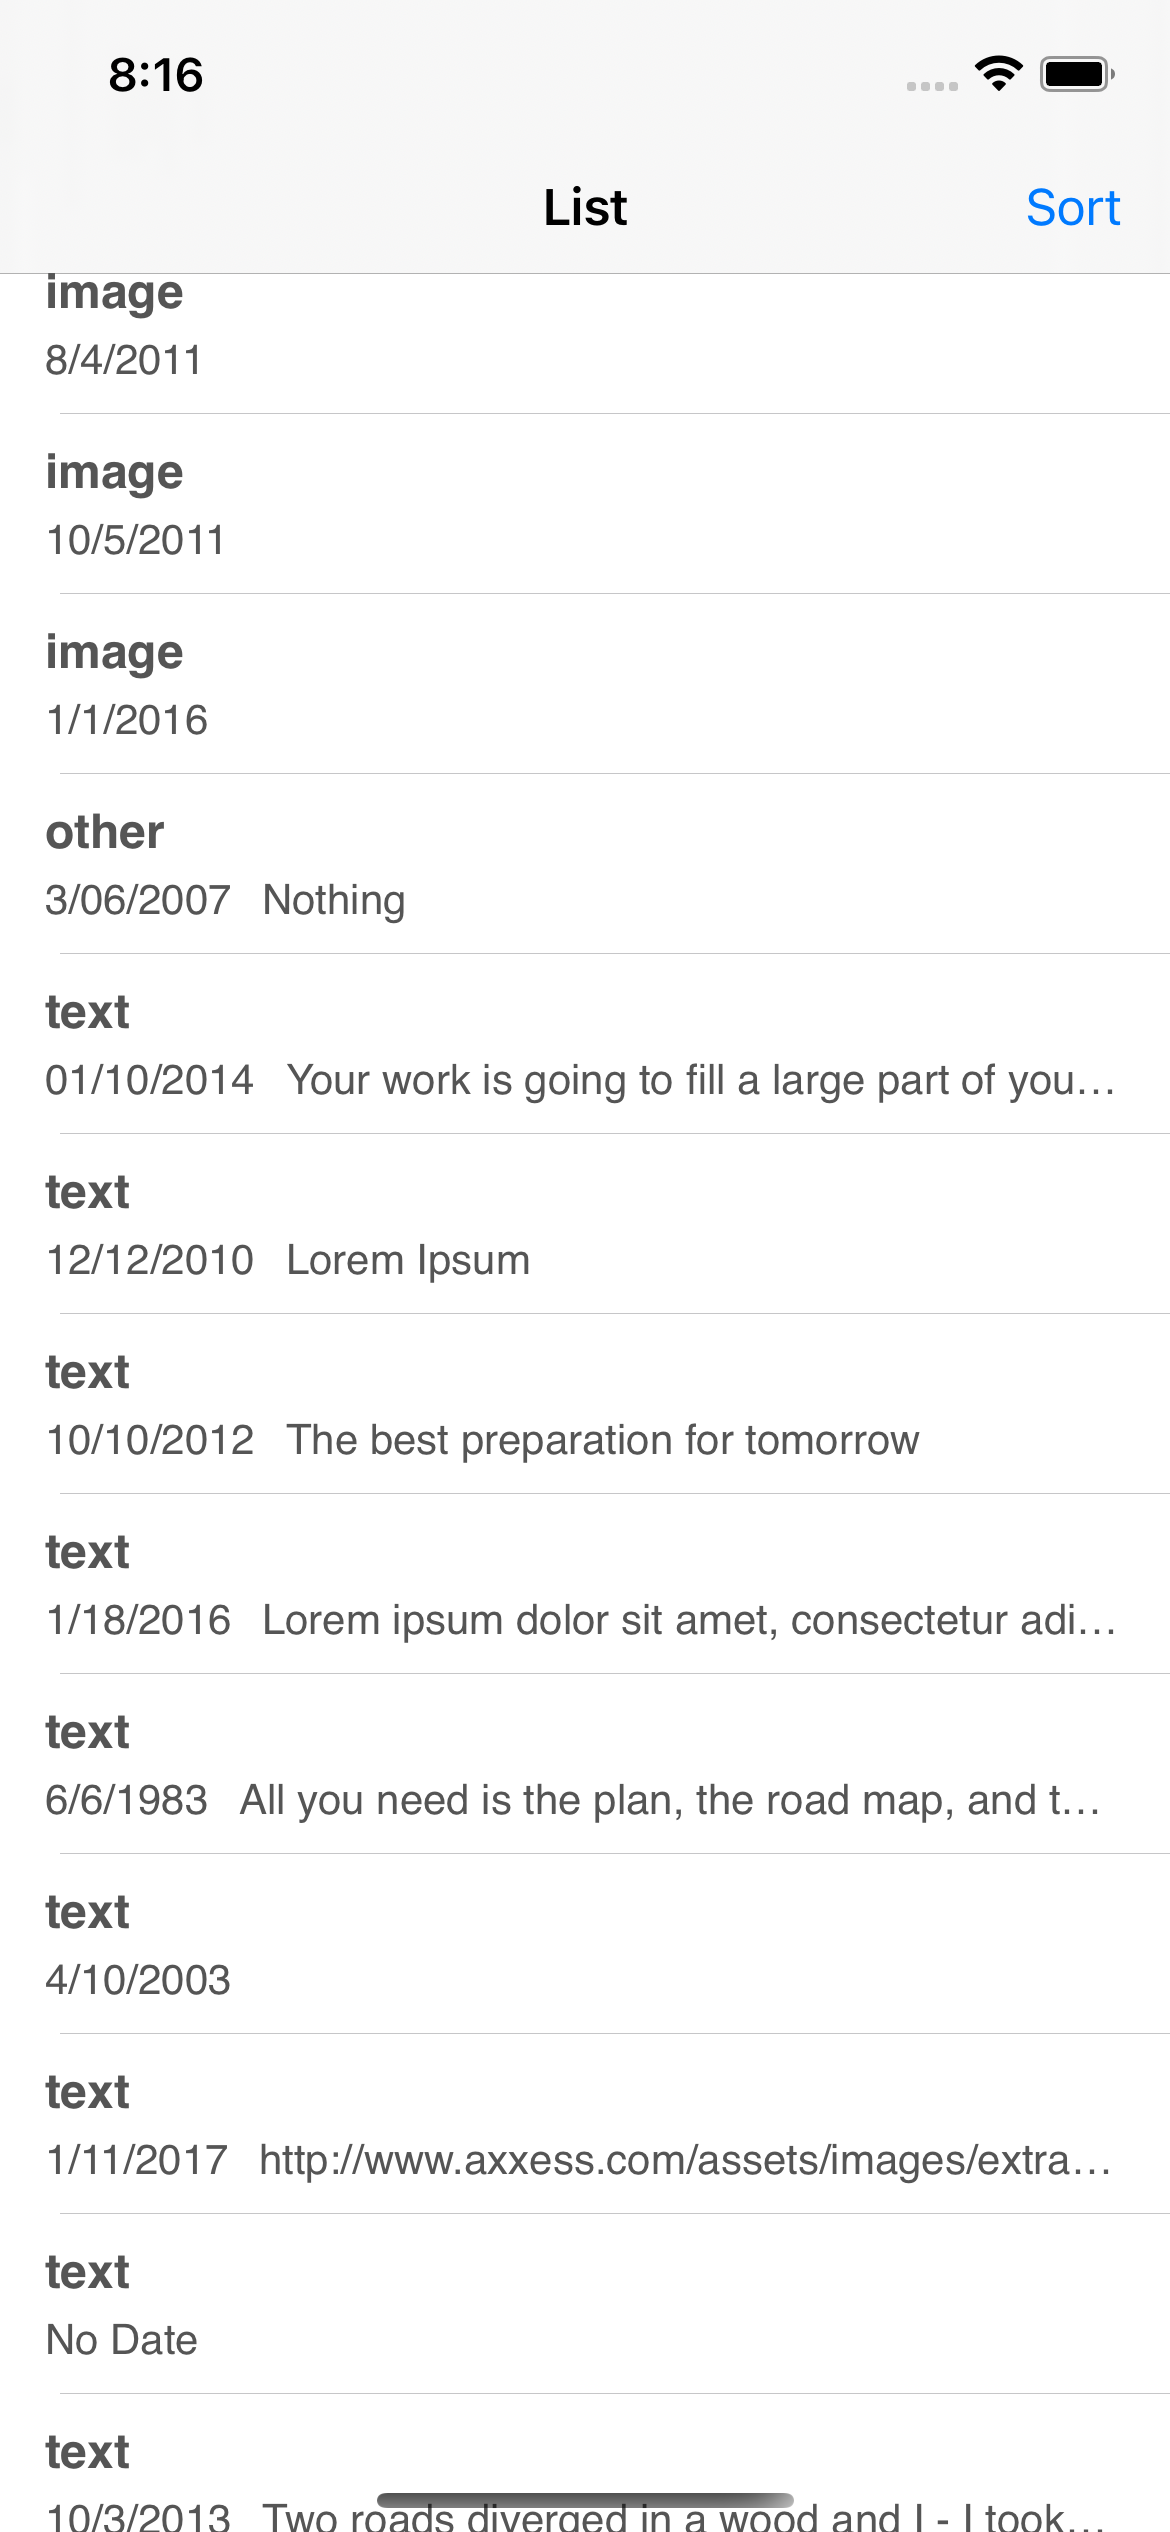 8:16
List
Sort
image
8/4/2011
image
10/5/2011
image
1/1/2016
other
3/06/2007 Nothing
text
01/10/2014 Your work is going to fill a large part of you...
text
12/12/2010 Lorem Ipsum
text
10/10/2012 The best preparation for tomorrow
text
1/18/2016 Lorem ipsum dolor sit amet, consectetur adi...
text
6/6/1983 All you need is the plan, the road map, and t...
text
4/10/2003
text
1/11/2017 http://www.axxess.com/assets/images/extra...
text
No Date
text
10/3/2013 Two roads diverged in a wood and I - I took...